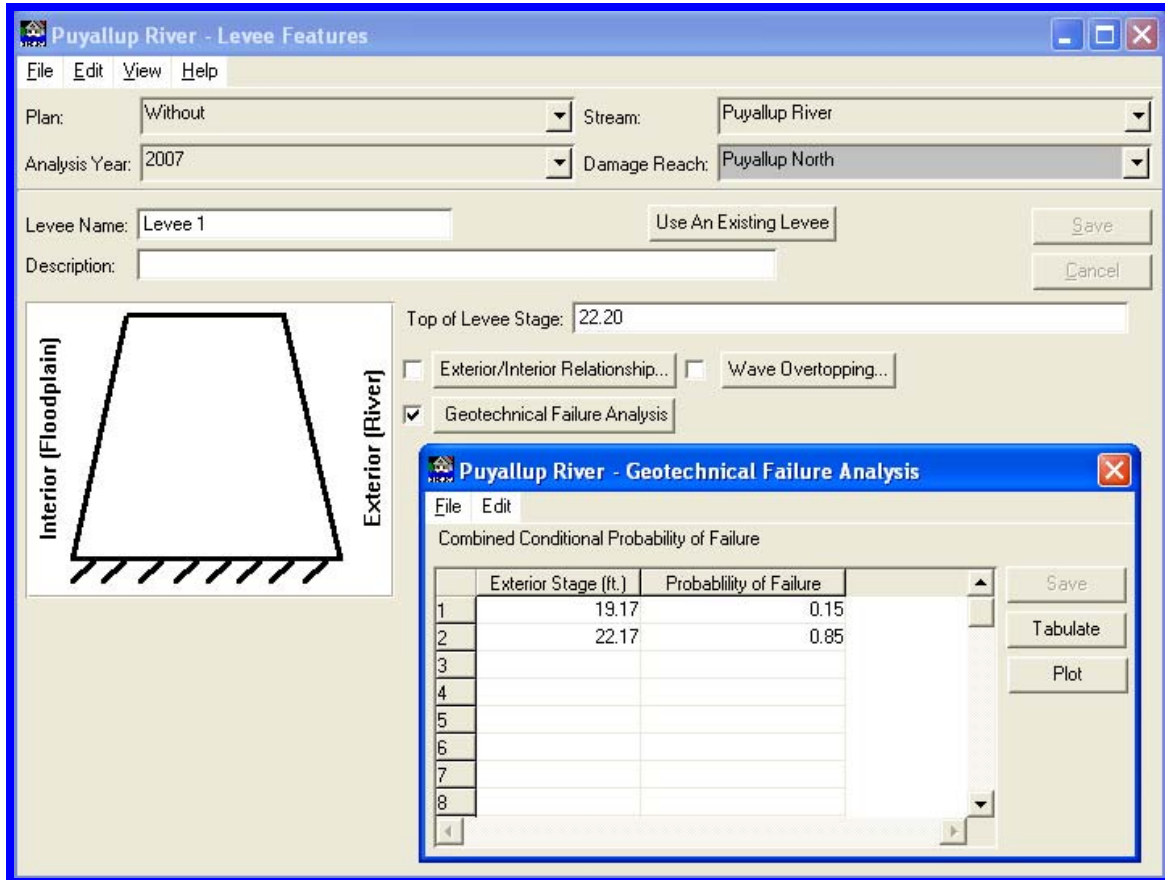 Puyallup River - Levee Features
File Edit View Help
Plan: Without Stream: Puyallup River
Analysis Year: 2007 Damage Reach: Puyallup North
Levee Name: Levee 1 Use An Existing Levee Save
Description: Cancel
Top of Levee Stage: 22.20
Interior (Floodplain)
Exterior (River)
Exterior/Interior Relationship... Wave Overtopping...
Geotechnical Failure Analysis
Puyallup River - Geotechnical Failure Analysis
File Edit
Combined Conditional Probability of Failure
Exterior Stage (ft.) Probablility of Failure Save
1 19.17 0.15
2 22.17 0.85 Tabulate
3
4 Plot
5
6
7
8